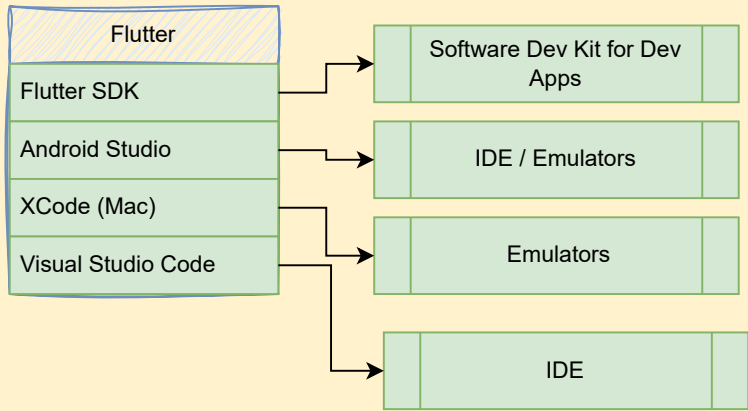 Flutter
Flutter SDK
Android Studio
XCode (Mac)
Visual Studio Code
Software Dev Kit for Dev
Apps
IDE / Emulators
Emulators
IDE